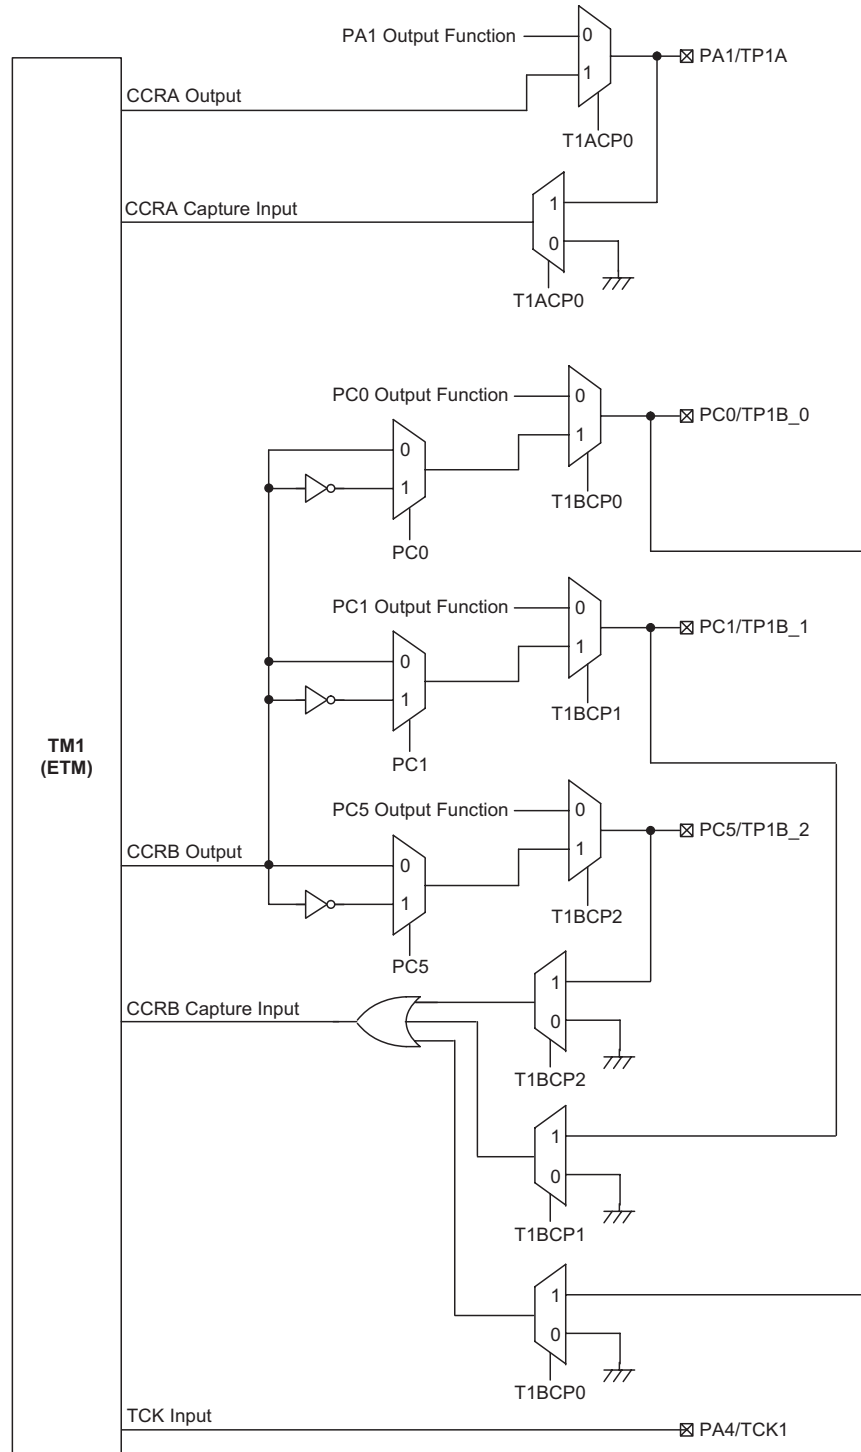 PA1 Output Function
0
PA1/TP1A
1
CCRA Output
T1ACP0
CCRA Capture Input
1
0
T1ACP0
PC0 Output Function
0
PC0/TP1B_0
1
0
1
T1BCP0
PC0
PC1 Output Function
0
PC1/TP1B_1
1
0
1
T1BCP1
PC1
TM1
(ETM)
PC5 Output Function
0
PC5/TP1B_2
1
CCRB Output
0
1
T1BCP2
PC5
CCRB Capture Input
1
0
T1BCP2
1
0
T1BCP1
1
0
T1BCP0
TCK Input
PA4/TCK1